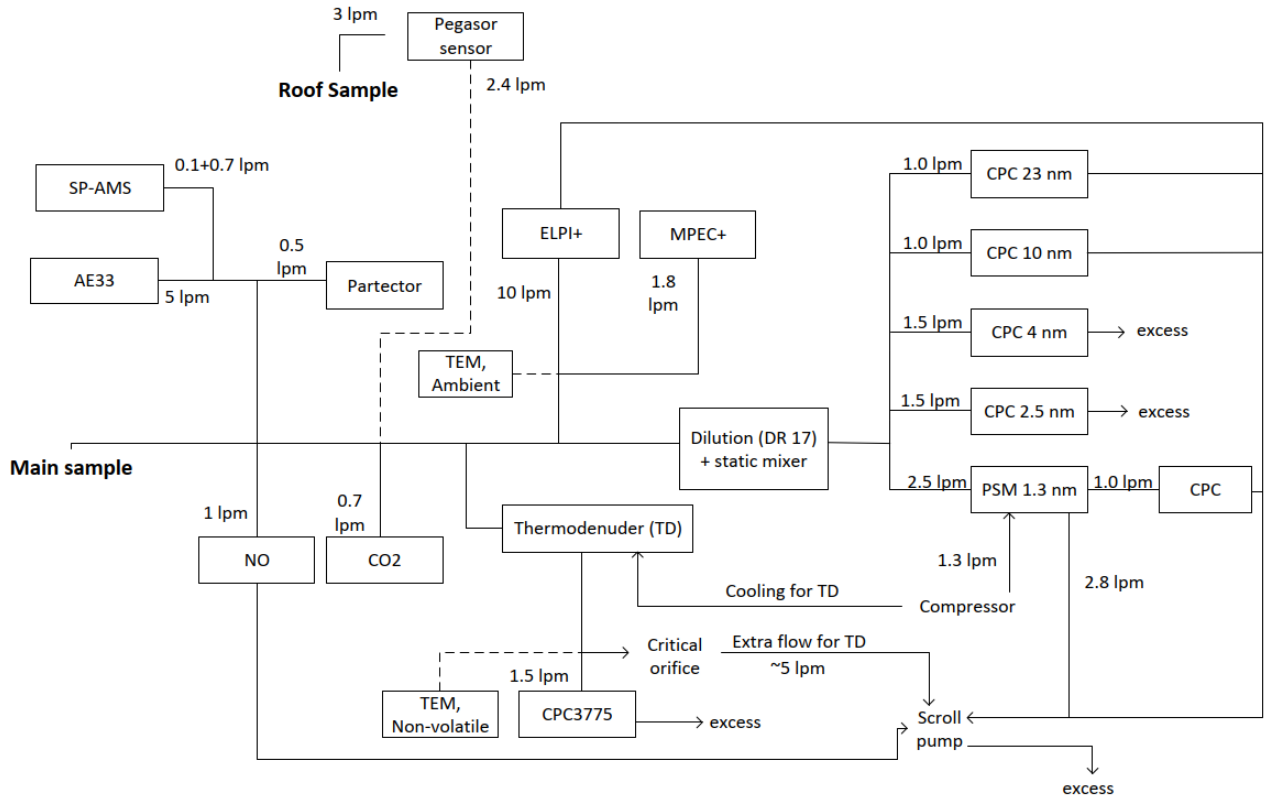 3 lpm
Pegasor
sensor
Roof Sample
2.4 lpm
0.1+0.7 lpm
SP-AMS
AE33
5 lpm
0.5
lpm
Partector
ELPI+
MPEC+
10 lpm
1.8
lpm
TEM,
Ambient
1.0 lpm
CPC 23 nm
1.0 lpm
CPC 10 nm
1.5 lpm
CPC 4 nm
excess
1.5 lpm
CPC 2.5 nm
excess
Main sample
Dilution (DR 17)
+ static mixer
2.5 lpm
PSM 1.3 nm
1.0 lpm
CPC
1 lpm
NO
0.7
lpm
CO2
Thermodenuder (TD)
1.3 lpm
2.8 lpm
Cooling for TD
Compressor
Critical
orifice
Extra flow for TD
~5 lpm
1.5 lpm
TEM,
Non-volatile
CPC3775
excess
Scroll
pump
excess